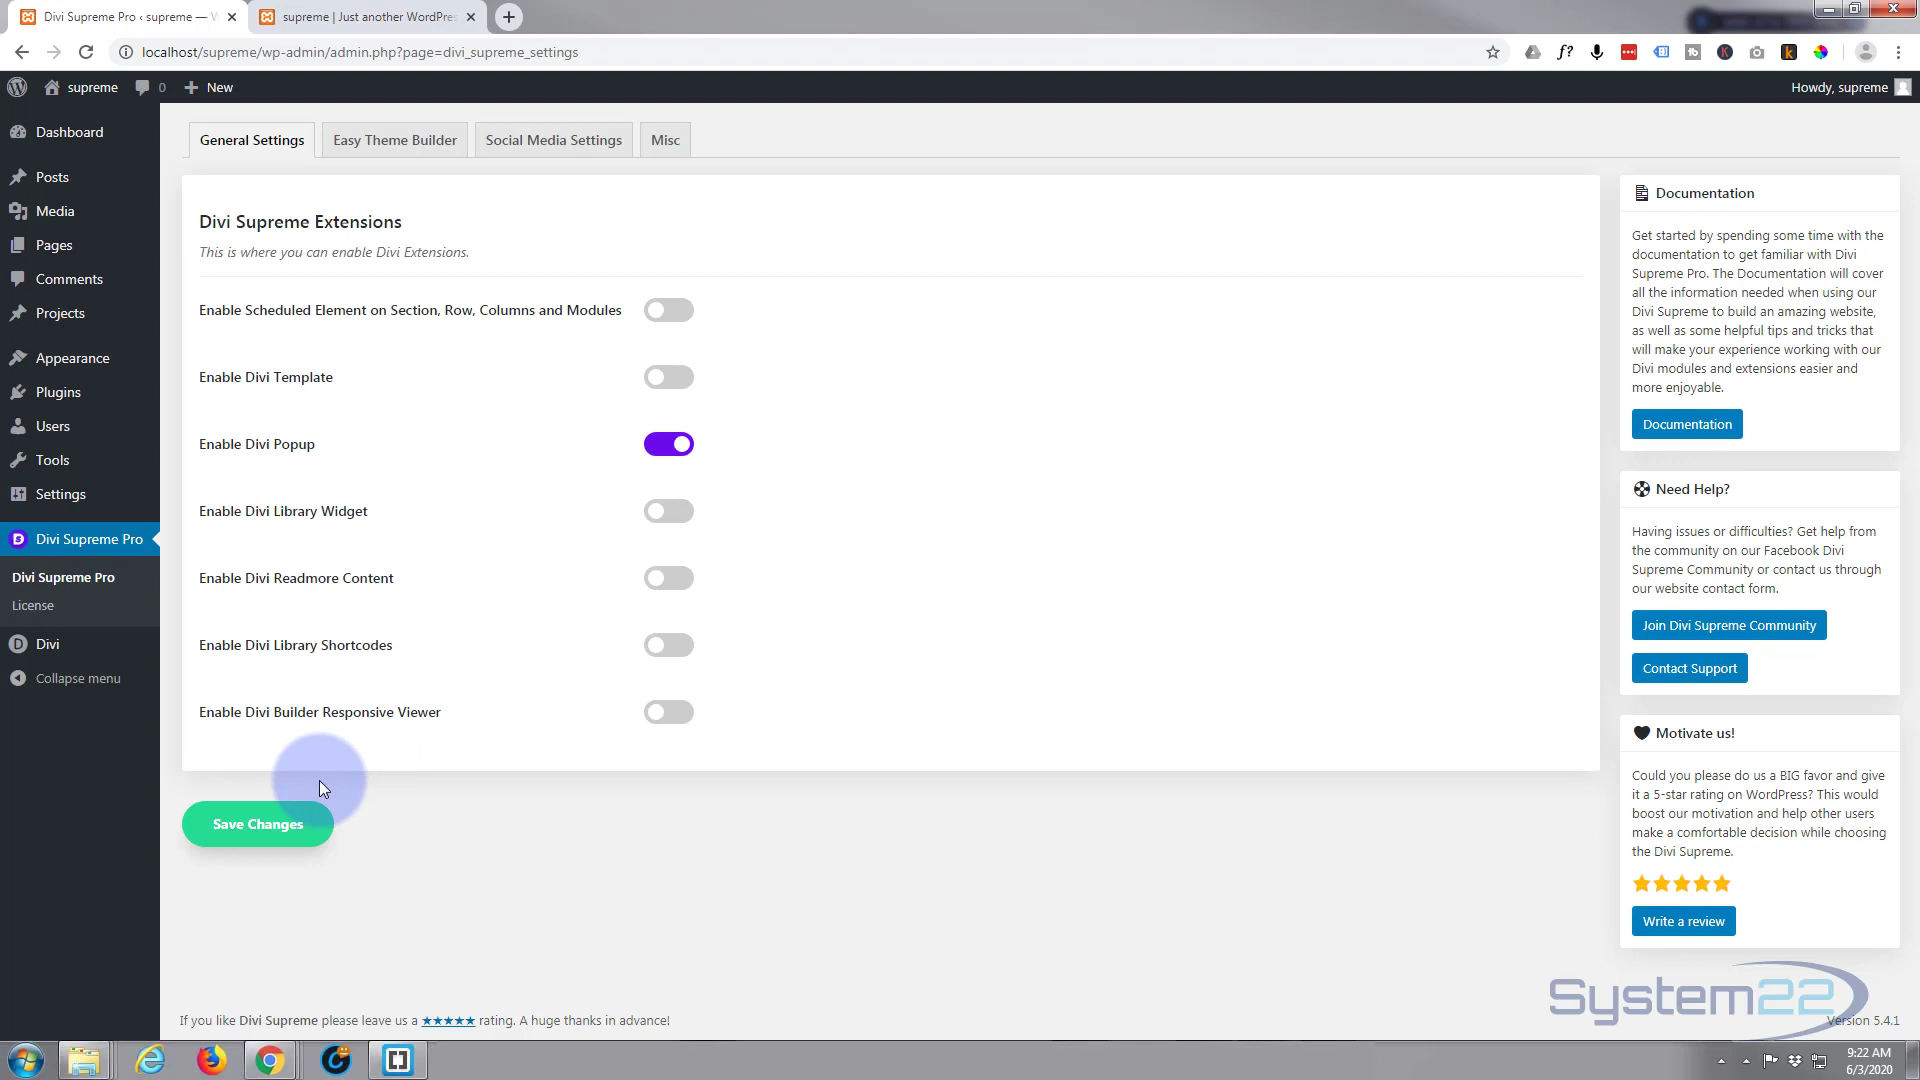 Divi Supreme Pro ‹ supreme — W
supreme | Just another WordPres
localhost/supreme/wp-admin/admin.php?page=divi_supreme_settings
f?
supreme
0
New
Howdy, supreme
Dashboard
Posts
Media
Pages
Comments
Projects
Appearance
Plugins
Users
Tools
Settings
Divi Supreme Pro
Divi Supreme Pro
License
Divi
Collapse menu
General Settings
Easy Theme Builder
Social Media Settings
Misc
Divi Supreme Extensions
This is where you can enable Divi Extensions.
Enable Scheduled Element on Section, Row, Columns and Modules
Enable Divi Template
Enable Divi Popup
Enable Divi Library Widget
Enable Divi Readmore Content
Enable Divi Library Shortcodes
Enable Divi Builder Responsive Viewer
Save Changes
Documentation
Get started by spending some time with the
documentation to get familiar with Divi
Supreme Pro. The Documentation will cover
all the information needed when using our
Divi Supreme to build an amazing website,
as well as some helpful tips and tricks that
will make your experience working with our
Divi modules and extensions easier and
more enjoyable.
Documentation
Need Help?
Having issues or difficulties? Get help from
the community on our Facebook Divi
Supreme Community or contact us through
our website contact form.
Join Divi Supreme Community
Contact Support
Motivate us!
Could you please do us a BIG favor and give
it a 5-star rating on WordPress? This would
boost our motivation and help other users
make a comfortable decision while choosing
the Divi Supreme.
Write a review
If you like Divi Supreme please leave us a ★★★★★ rating. A huge thanks in advance!
System22
Version 5.4.1
9:22 AM
6/3/2020